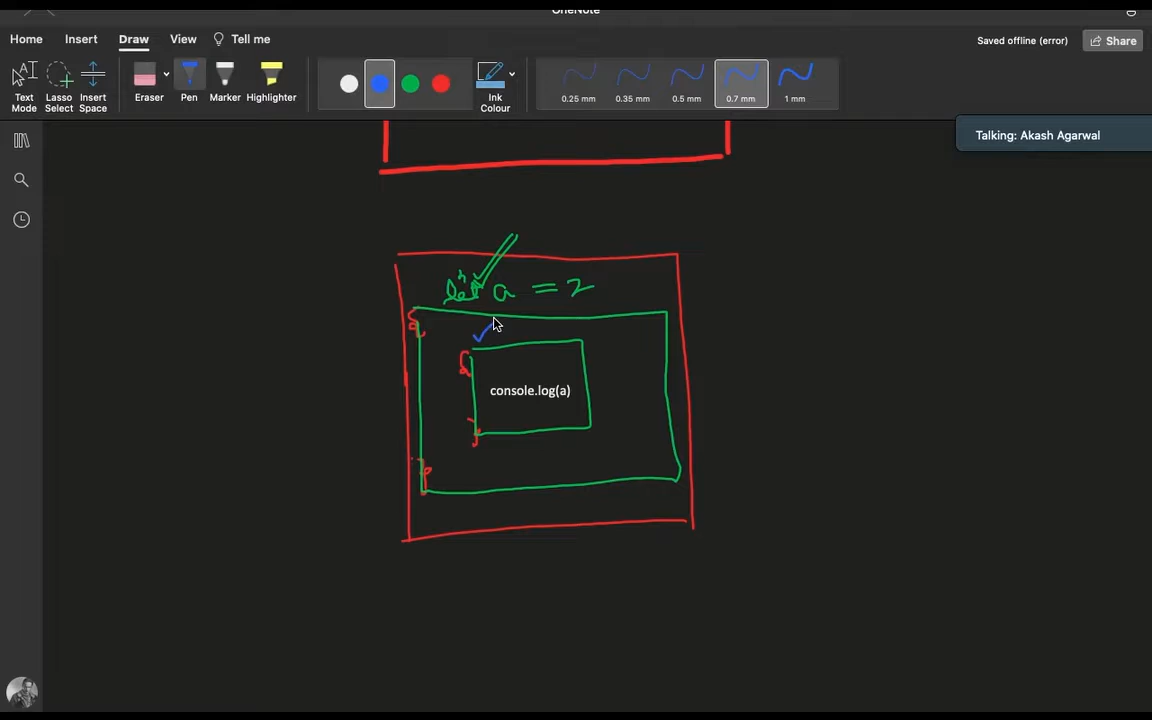 OneNote
Home Insert Draw View Tell me
Saved offline (error) Share
Text Mode
Lasso Select
Insert Space
Eraser
Pen
Marker
Highlighter
Ink Colour
0.25 mm 0.35 mm 0.5 mm 0.7 mm 1 mm
Talking: Akash Agarwal
let a = 2
console.log(a)